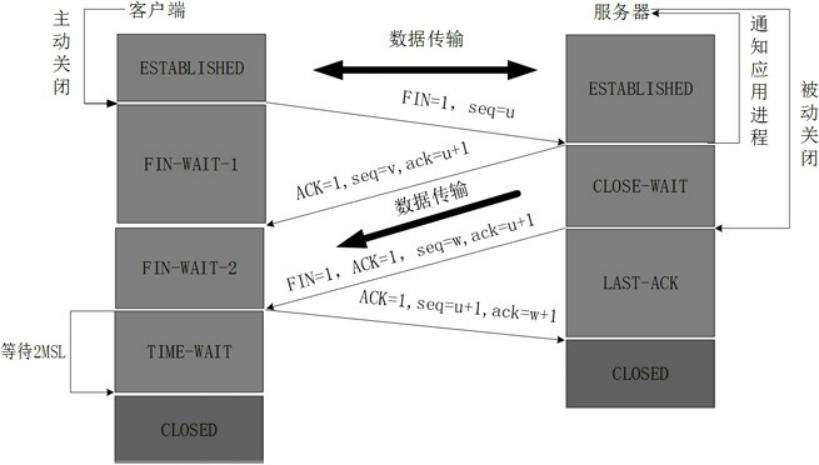 客户端
服务器
主动关闭
数据传输
通知应用进程
被动关闭
ESTABLISHED
ESTABLISHED
FIN=1, seq=u
FIN-WAIT-1
ACK=1,seq=v,ack=u+1
CLOSE-WAIT
数据传输
FIN=1, ACK=1, seq=w,ack=u+1
FIN-WAIT-2
LAST-ACK
ACK=1,seq=u+1,ack=w+1
等待2MSL
TIME-WAIT
CLOSED
CLOSED